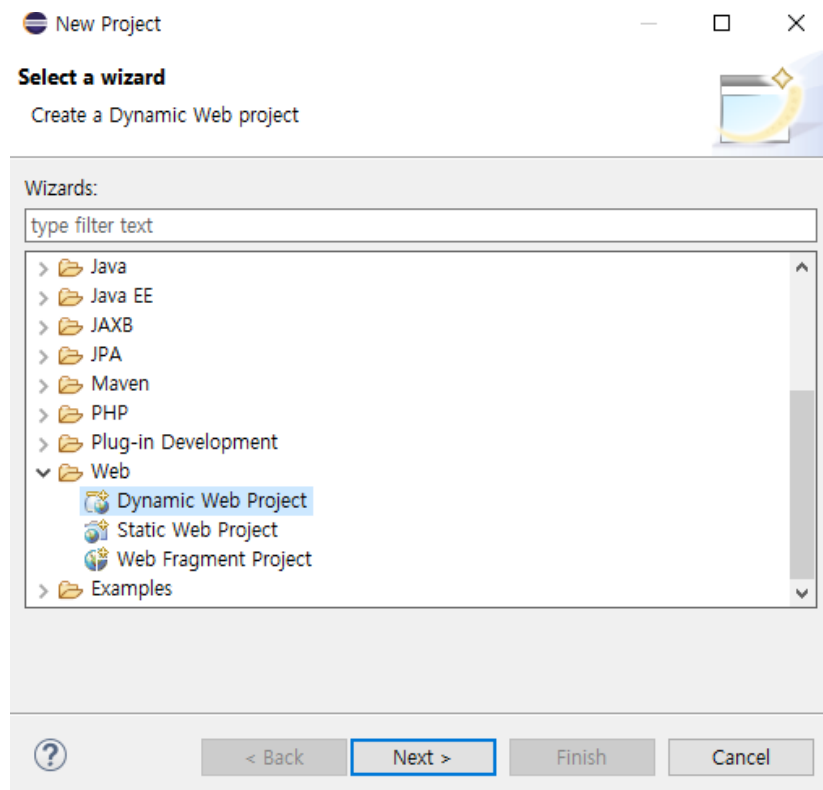 New Project
Select a wizard
Create a Dynamic Web project
Wizards:
type filter text
Java
Java EE
JAXB
JPA
Maven
PHP
Plug-in Development
Web
Dynamic Web Project
Static Web Project
Web Fragment Project
Examples
? < Back Next > Finish Cancel